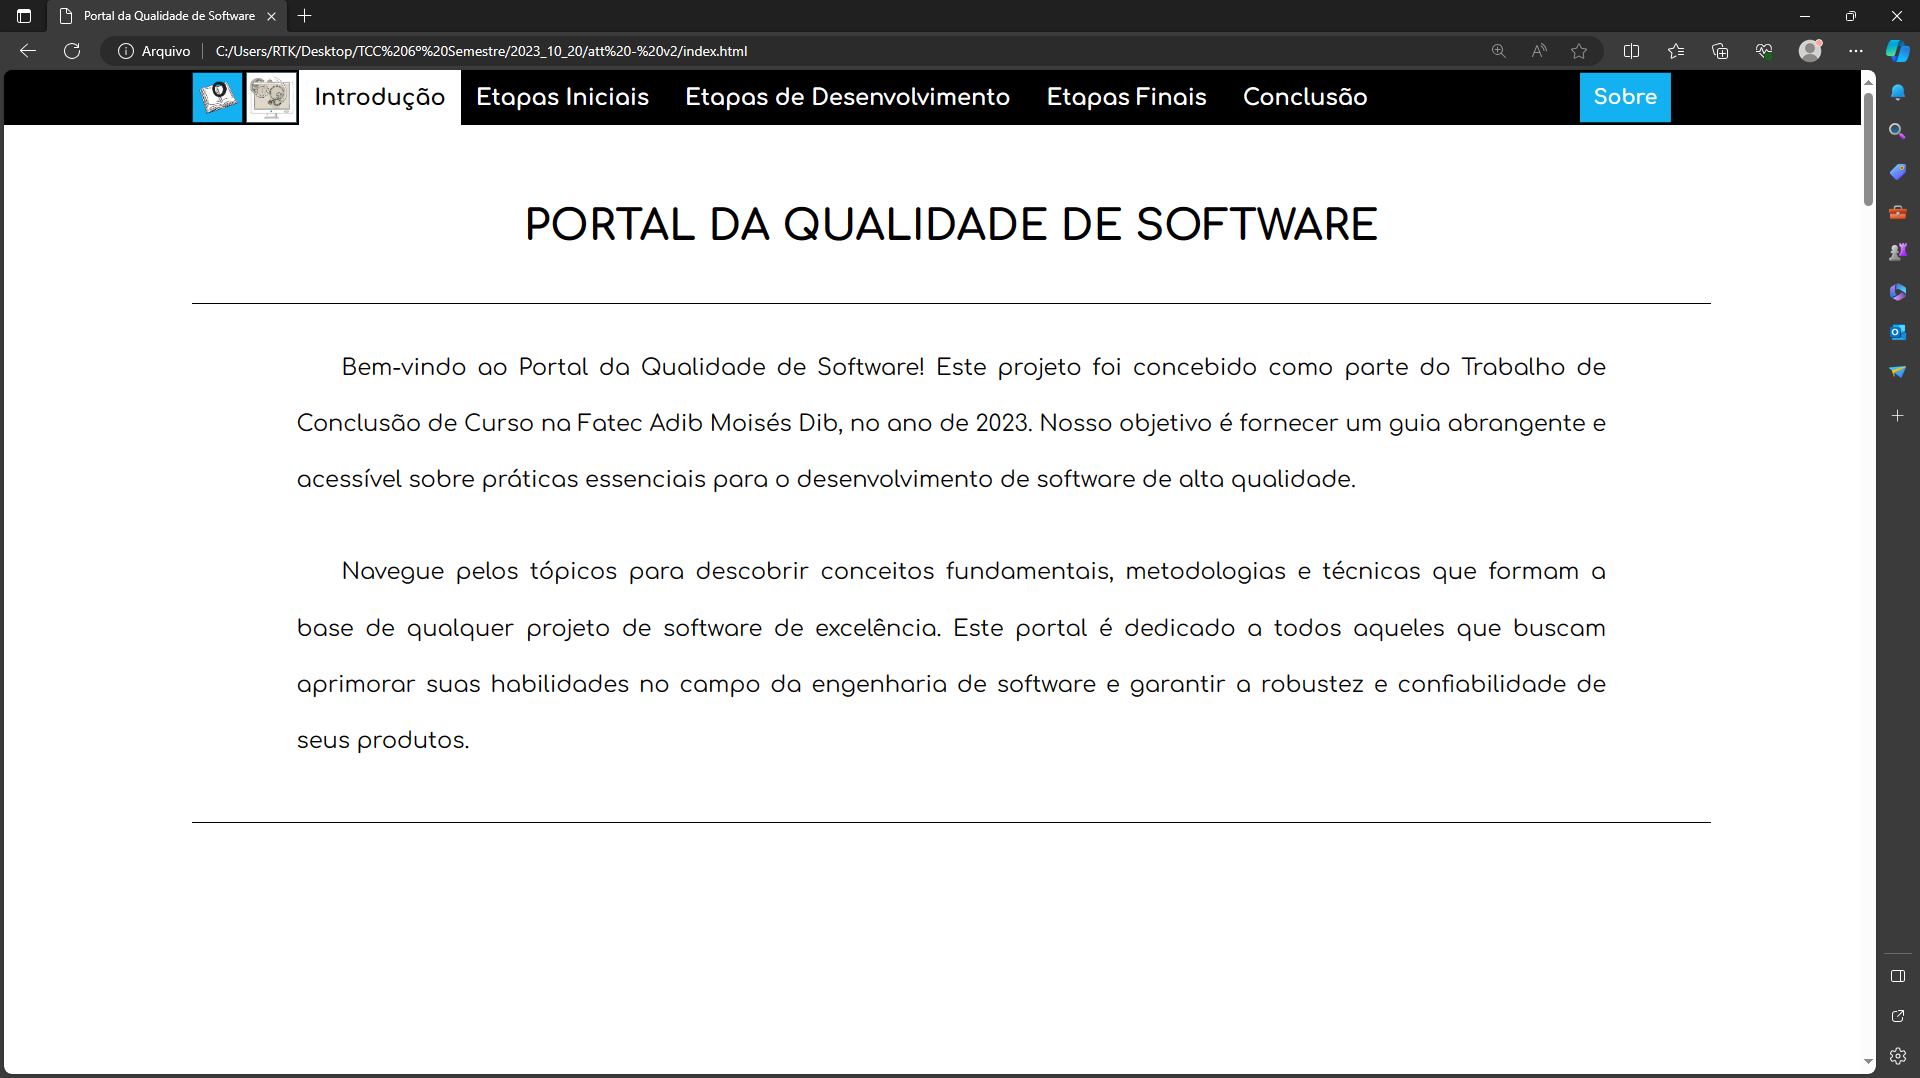 Portal da Qualidade de Software
Arquivo
C:/Users/RTK/Desktop/TCC%206º%20Semestre/2023_10_20/att%20-%20v2/index.html
Introdução
Etapas Iniciais
Etapas de Desenvolvimento
Etapas Finais
Conclusão
Sobre
PORTAL DA QUALIDADE DE SOFTWARE
Bem-vindo ao Portal da Qualidade de Software! Este projeto foi concebido como parte do Trabalho de
Conclusão de Curso na Fatec Adib Moisés Dib, no ano de 2023. Nosso objetivo é fornecer um guia abrangente e
acessível sobre práticas essenciais para o desenvolvimento de software de alta qualidade.
Navegue pelos tópicos para descobrir conceitos fundamentais, metodologias e técnicas que formam a
base de qualquer projeto de software de excelência. Este portal é dedicado a todos aqueles que buscam
aprimorar suas habilidades no campo da engenharia de software e garantir a robustez e confiabilidade de
seus produtos.